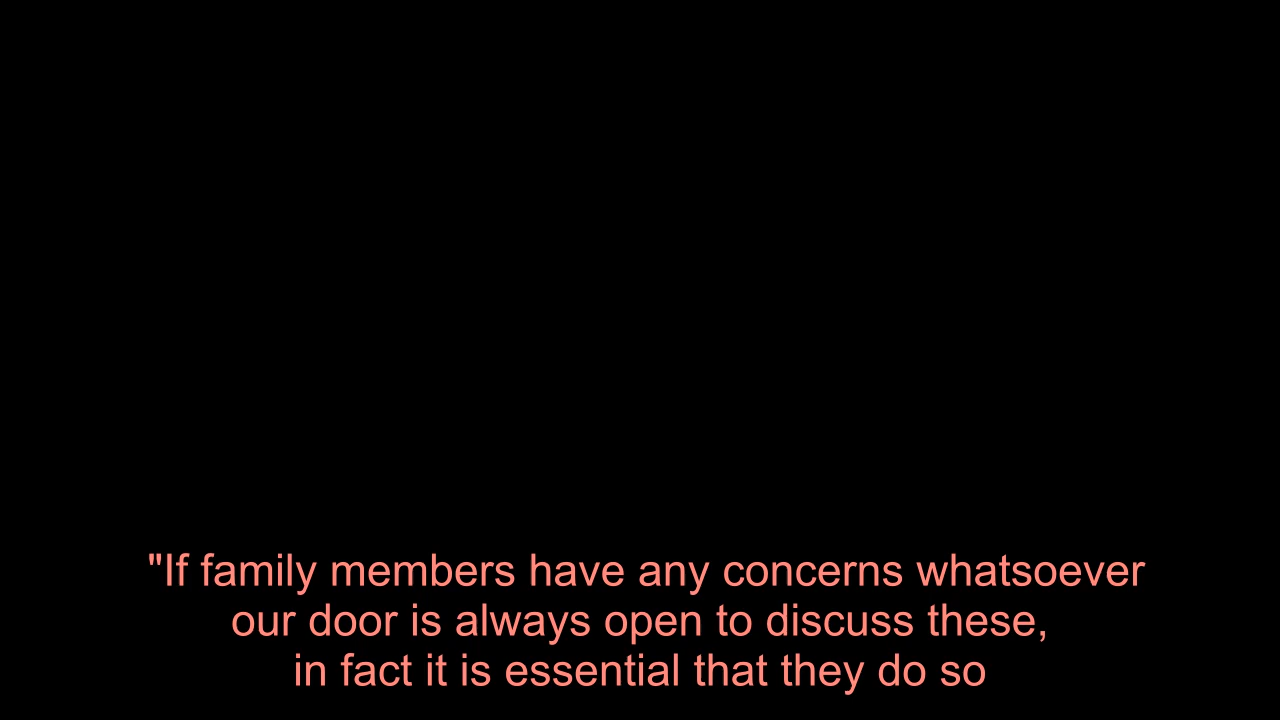 "If family members have any concerns whatsoever
our door is always open to discuss these,
in fact it is essential that they do so